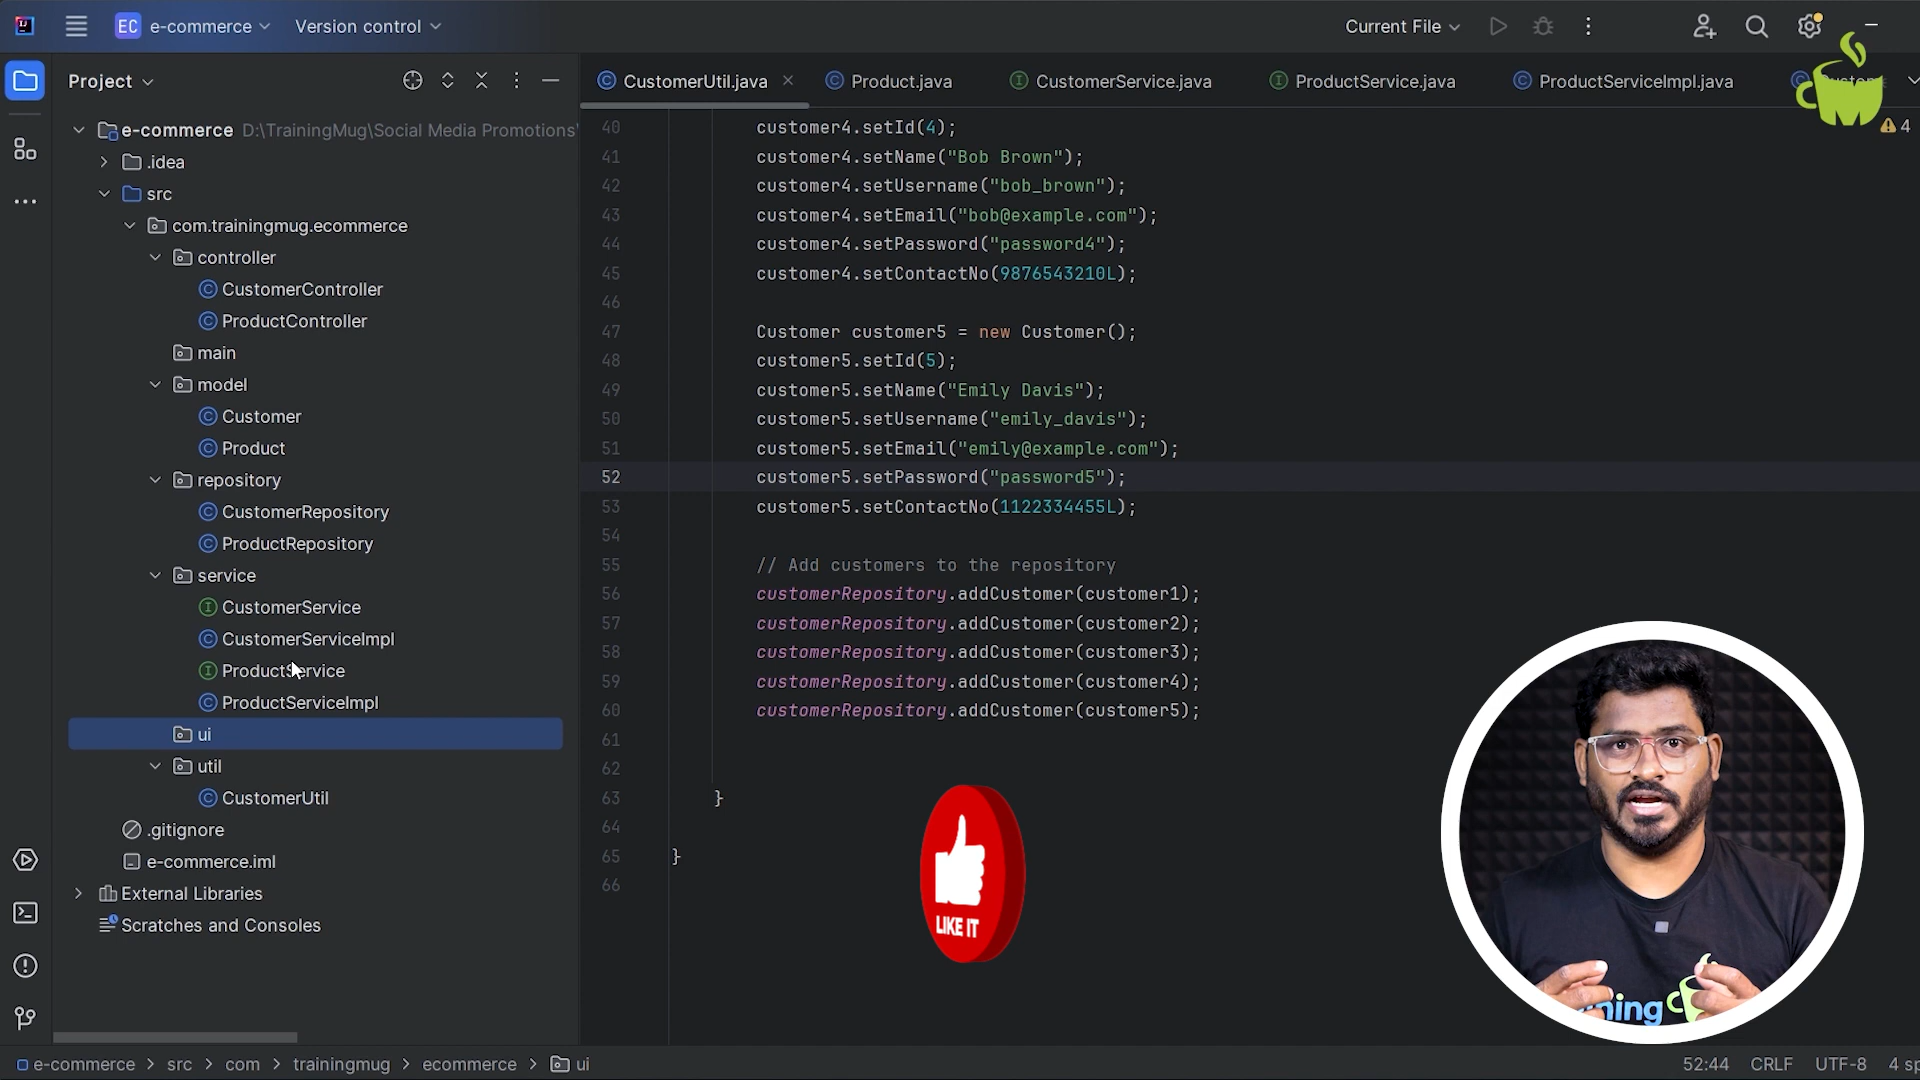 EC e-commerce Version control Current File
Project
CustomerUtil.java Product.java CustomerService.java ProductService.java ProductServiceImpl.java
4
e-commerce D:\TrainingMug\Social Media Promotions\
.idea
src
com.trainingmug.ecommerce
controller
CustomerController
ProductController
main
model
Customer
Product
repository
CustomerRepository
ProductRepository
service
CustomerService
CustomerServiceImpl
ProductService
ProductServiceImpl
ui
util
CustomerUtil
.gitignore
e-commerce.iml
External Libraries
Scratches and Consoles
40 customer4.setId(4);
41 customer4.setName("Bob Brown");
42 customer4.setUsername("bob_brown");
43 customer4.setEmail("bob@example.com");
44 customer4.setPassword("password4");
45 customer4.setContactNo(9876543210L);
46
47 Customer customer5 = new Customer();
48 customer5.setId(5);
49 customer5.setName("Emily Davis");
50 customer5.setUsername("emily_davis");
51 customer5.setEmail("emily@example.com");
52 customer5.setPassword("password5");
53 customer5.setContactNo(1122334455L);
54
55 // Add customers to the repository
56 customerRepository.addCustomer(customer1);
57 customerRepository.addCustomer(customer2);
58 customerRepository.addCustomer(customer3);
59 customerRepository.addCustomer(customer4);
60 customerRepository.addCustomer(customer5);
61
62
63 }
64
65 }
66
LIKE IT
e-commerce > src > com > trainingmug > ecommerce > ui
52:44 CRLF UTF-8 4 sp